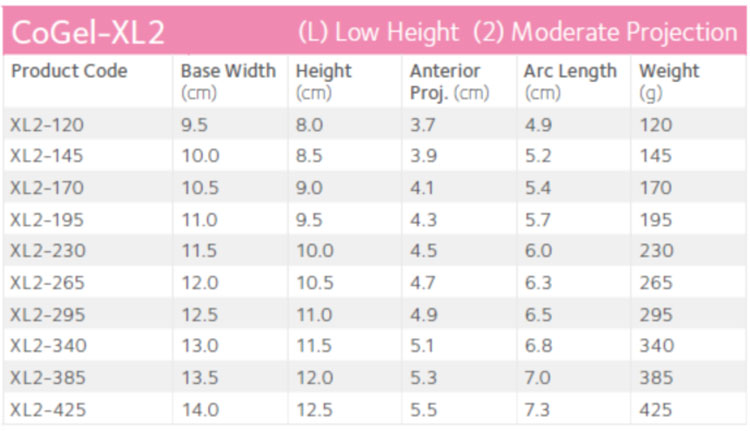 CoGel-XL2 (L) Low Height (2) Moderate Projection
Product Code Base Width (cm) Height (cm) Anterior Proj. (cm) Arc Length (cm) Weight (g)
XL2-120 9.5 8.0 3.7 4.9 120
XL2-145 10.0 8.5 3.9 5.2 145
XL2-170 10.5 9.0 4.1 5.4 170
XL2-195 11.0 9.5 4.3 5.7 195
XL2-230 11.5 10.0 4.5 6.0 230
XL2-265 12.0 10.5 4.7 6.3 265
XL2-295 12.5 11.0 4.9 6.5 295
XL2-340 13.0 11.5 5.1 6.8 340
XL2-385 13.5 12.0 5.3 7.0 385
XL2-425 14.0 12.5 5.5 7.3 425